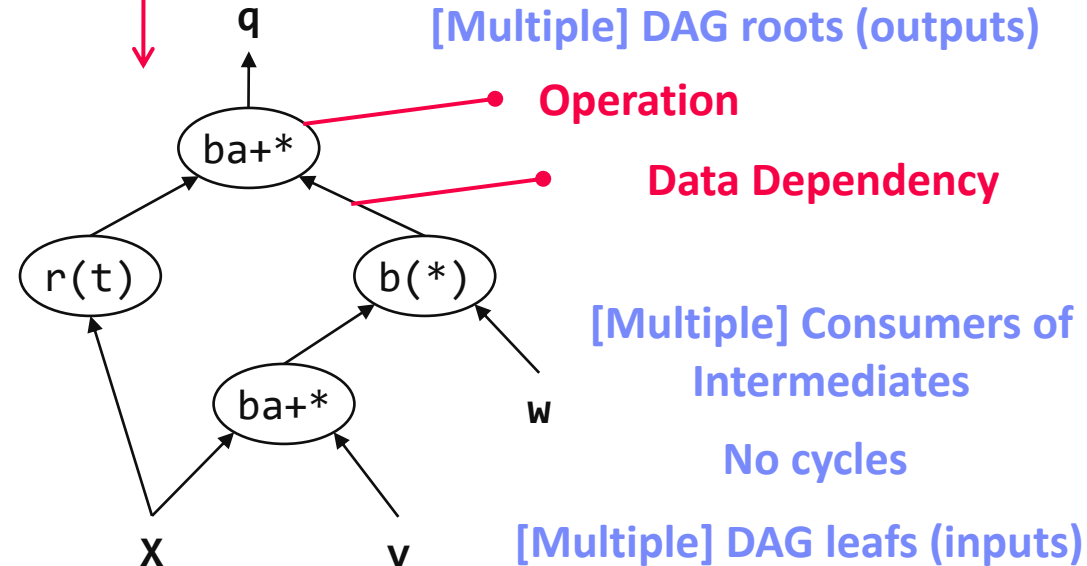 q
[Multiple] DAG roots (outputs)
Operation
ba+*
Data Dependency
r(t)
b(*)
[Multiple] Consumers of
Intermediates
ba+*
w
No cycles
X
v
[Multiple] DAG leafs (inputs)